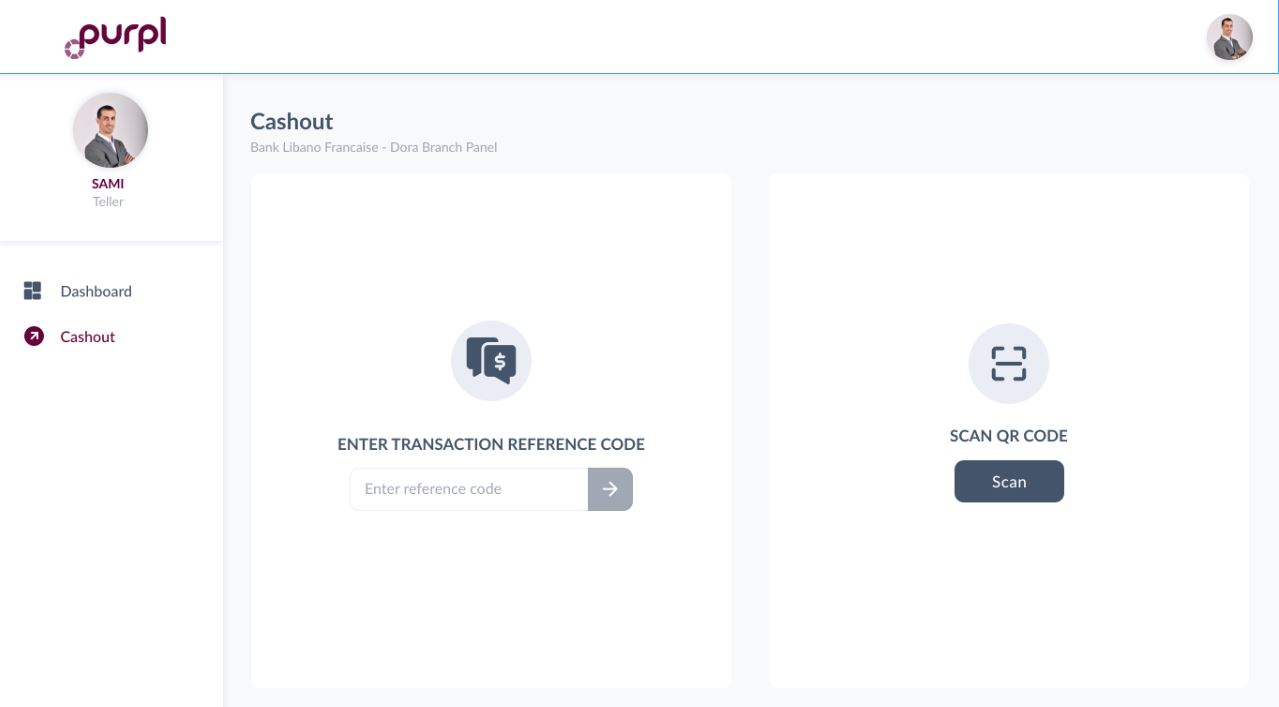 purpl
SAMI
Teller
Dashboard
Cashout
Cashout
Bank Libano Francaise - Dora Branch Panel
ENTER TRANSACTION REFERENCE CODE
Enter reference code
SCAN QR CODE
Scan